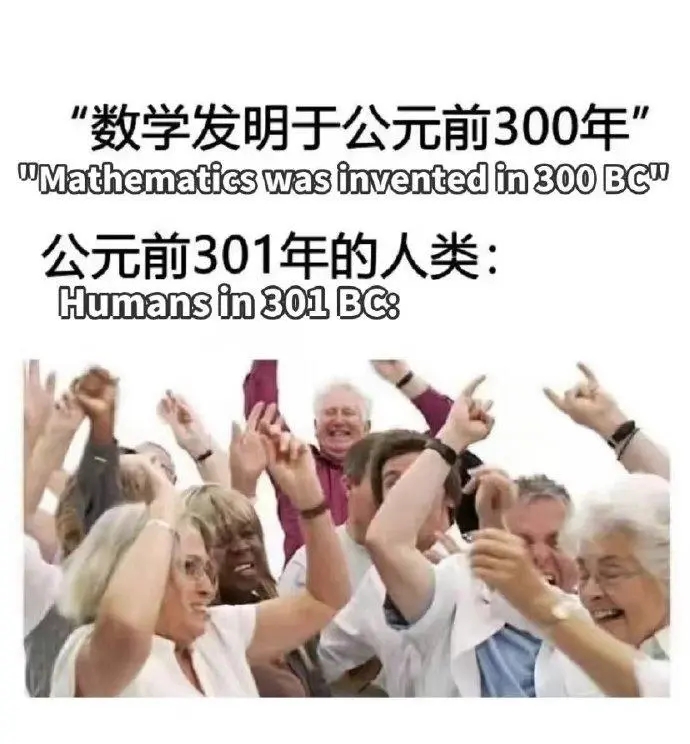 “数学发明于公元前300年”
"Mathematics was invented in 300 BC"
公元前301年的人类：
Humans in 301 BC: